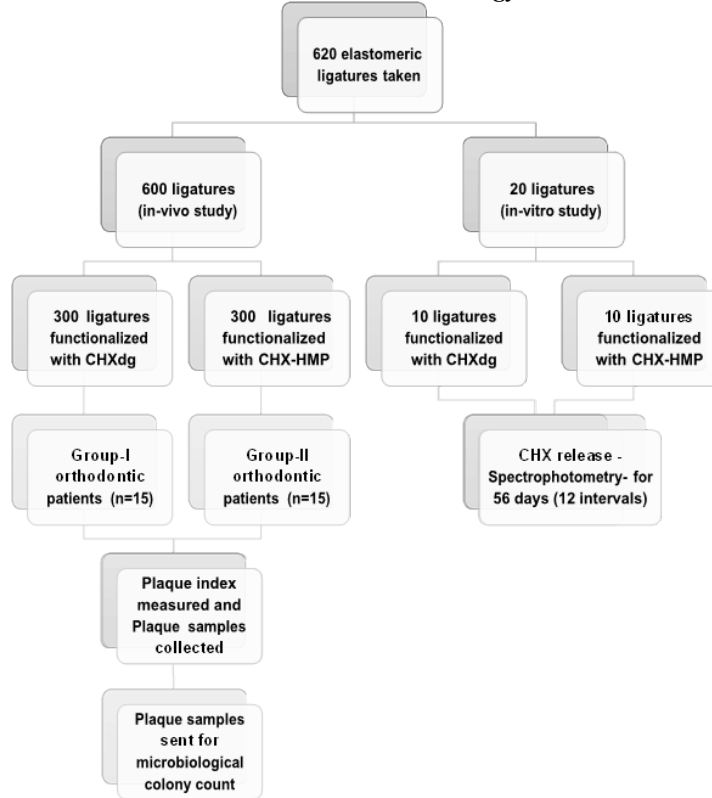 620 elastomeric
ligatures taken
600 ligatures
(in-vivo study)
20 ligatures
(in-vitro study)
300 ligatures
functionalized
with CHXdg
300 ligatures
functionalized
with CHX-HMP
10 ligatures
functionalized
with CHXdg
10 ligatures
functionalized
with CHX-HMP
Group-I
orthodontic
patients (n=15)
Group-II
orthodontic
patients (n=15)
CHX release -
Spectrophotometry- for
56 days (12 intervals)
Plaque index
measured and
Plaque samples
collected
Plaque samples
sent for
microbiological
colony count